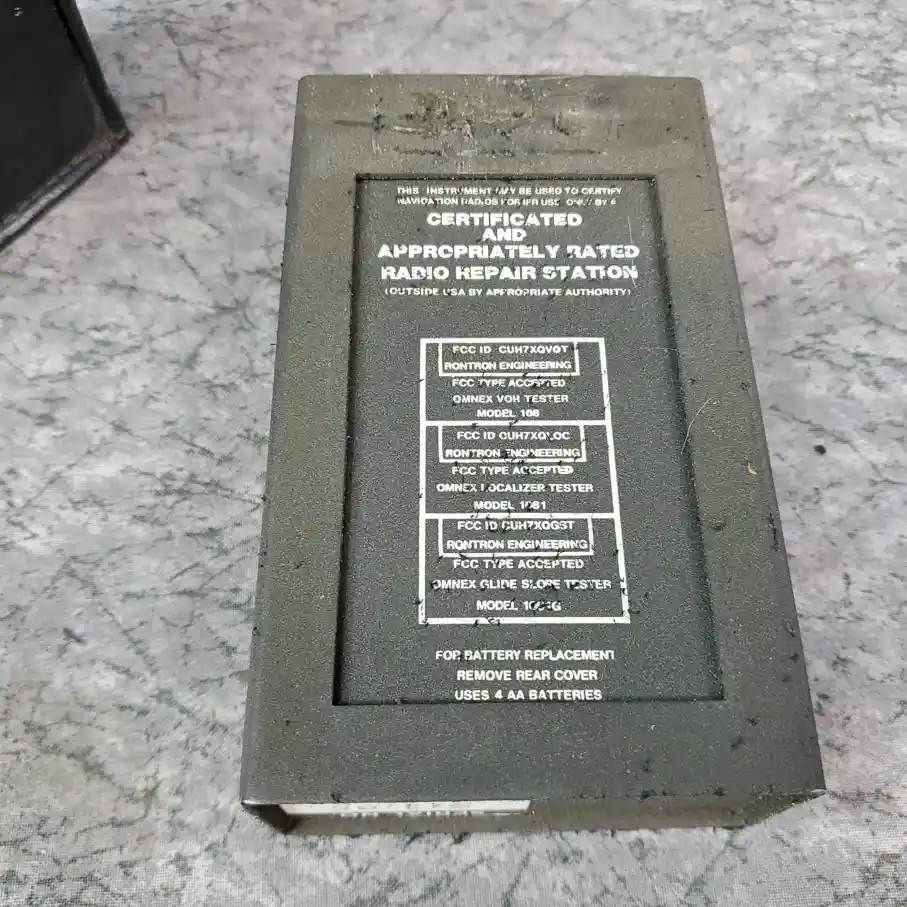 THIS INSTRUMENT MAY BE USED TO CERTIFY
NAVIGATION RADIOS FOR IFR USE ONLY BY A
CERTIFICATED
AND
APPROPRIATELY RATED
RADIO REPAIR STATION
(OUTSIDE USA BY APPROPRIATE AUTHORITY)
FCC ID CUH7XQVOT
RONTRON ENGINEERING
FCC TYPE ACCEPTED
OMNEX VOR TESTER
MODEL 106
FCC ID CUH7XQLOC
RONTRON ENGINEERING
FCC TYPE ACCEPTED
OMNEX LOCALIZER TESTER
MODEL 1061
FCC ID CUH7XQGST
RONTRON ENGINEERING
FCC TYPE ACCEPTED
OMNEX GLIDE SLOPE TESTER
MODEL
FOR BATTERY REPLACEMENT
REMOVE REAR COVER
USES 4 AA BATTERIES